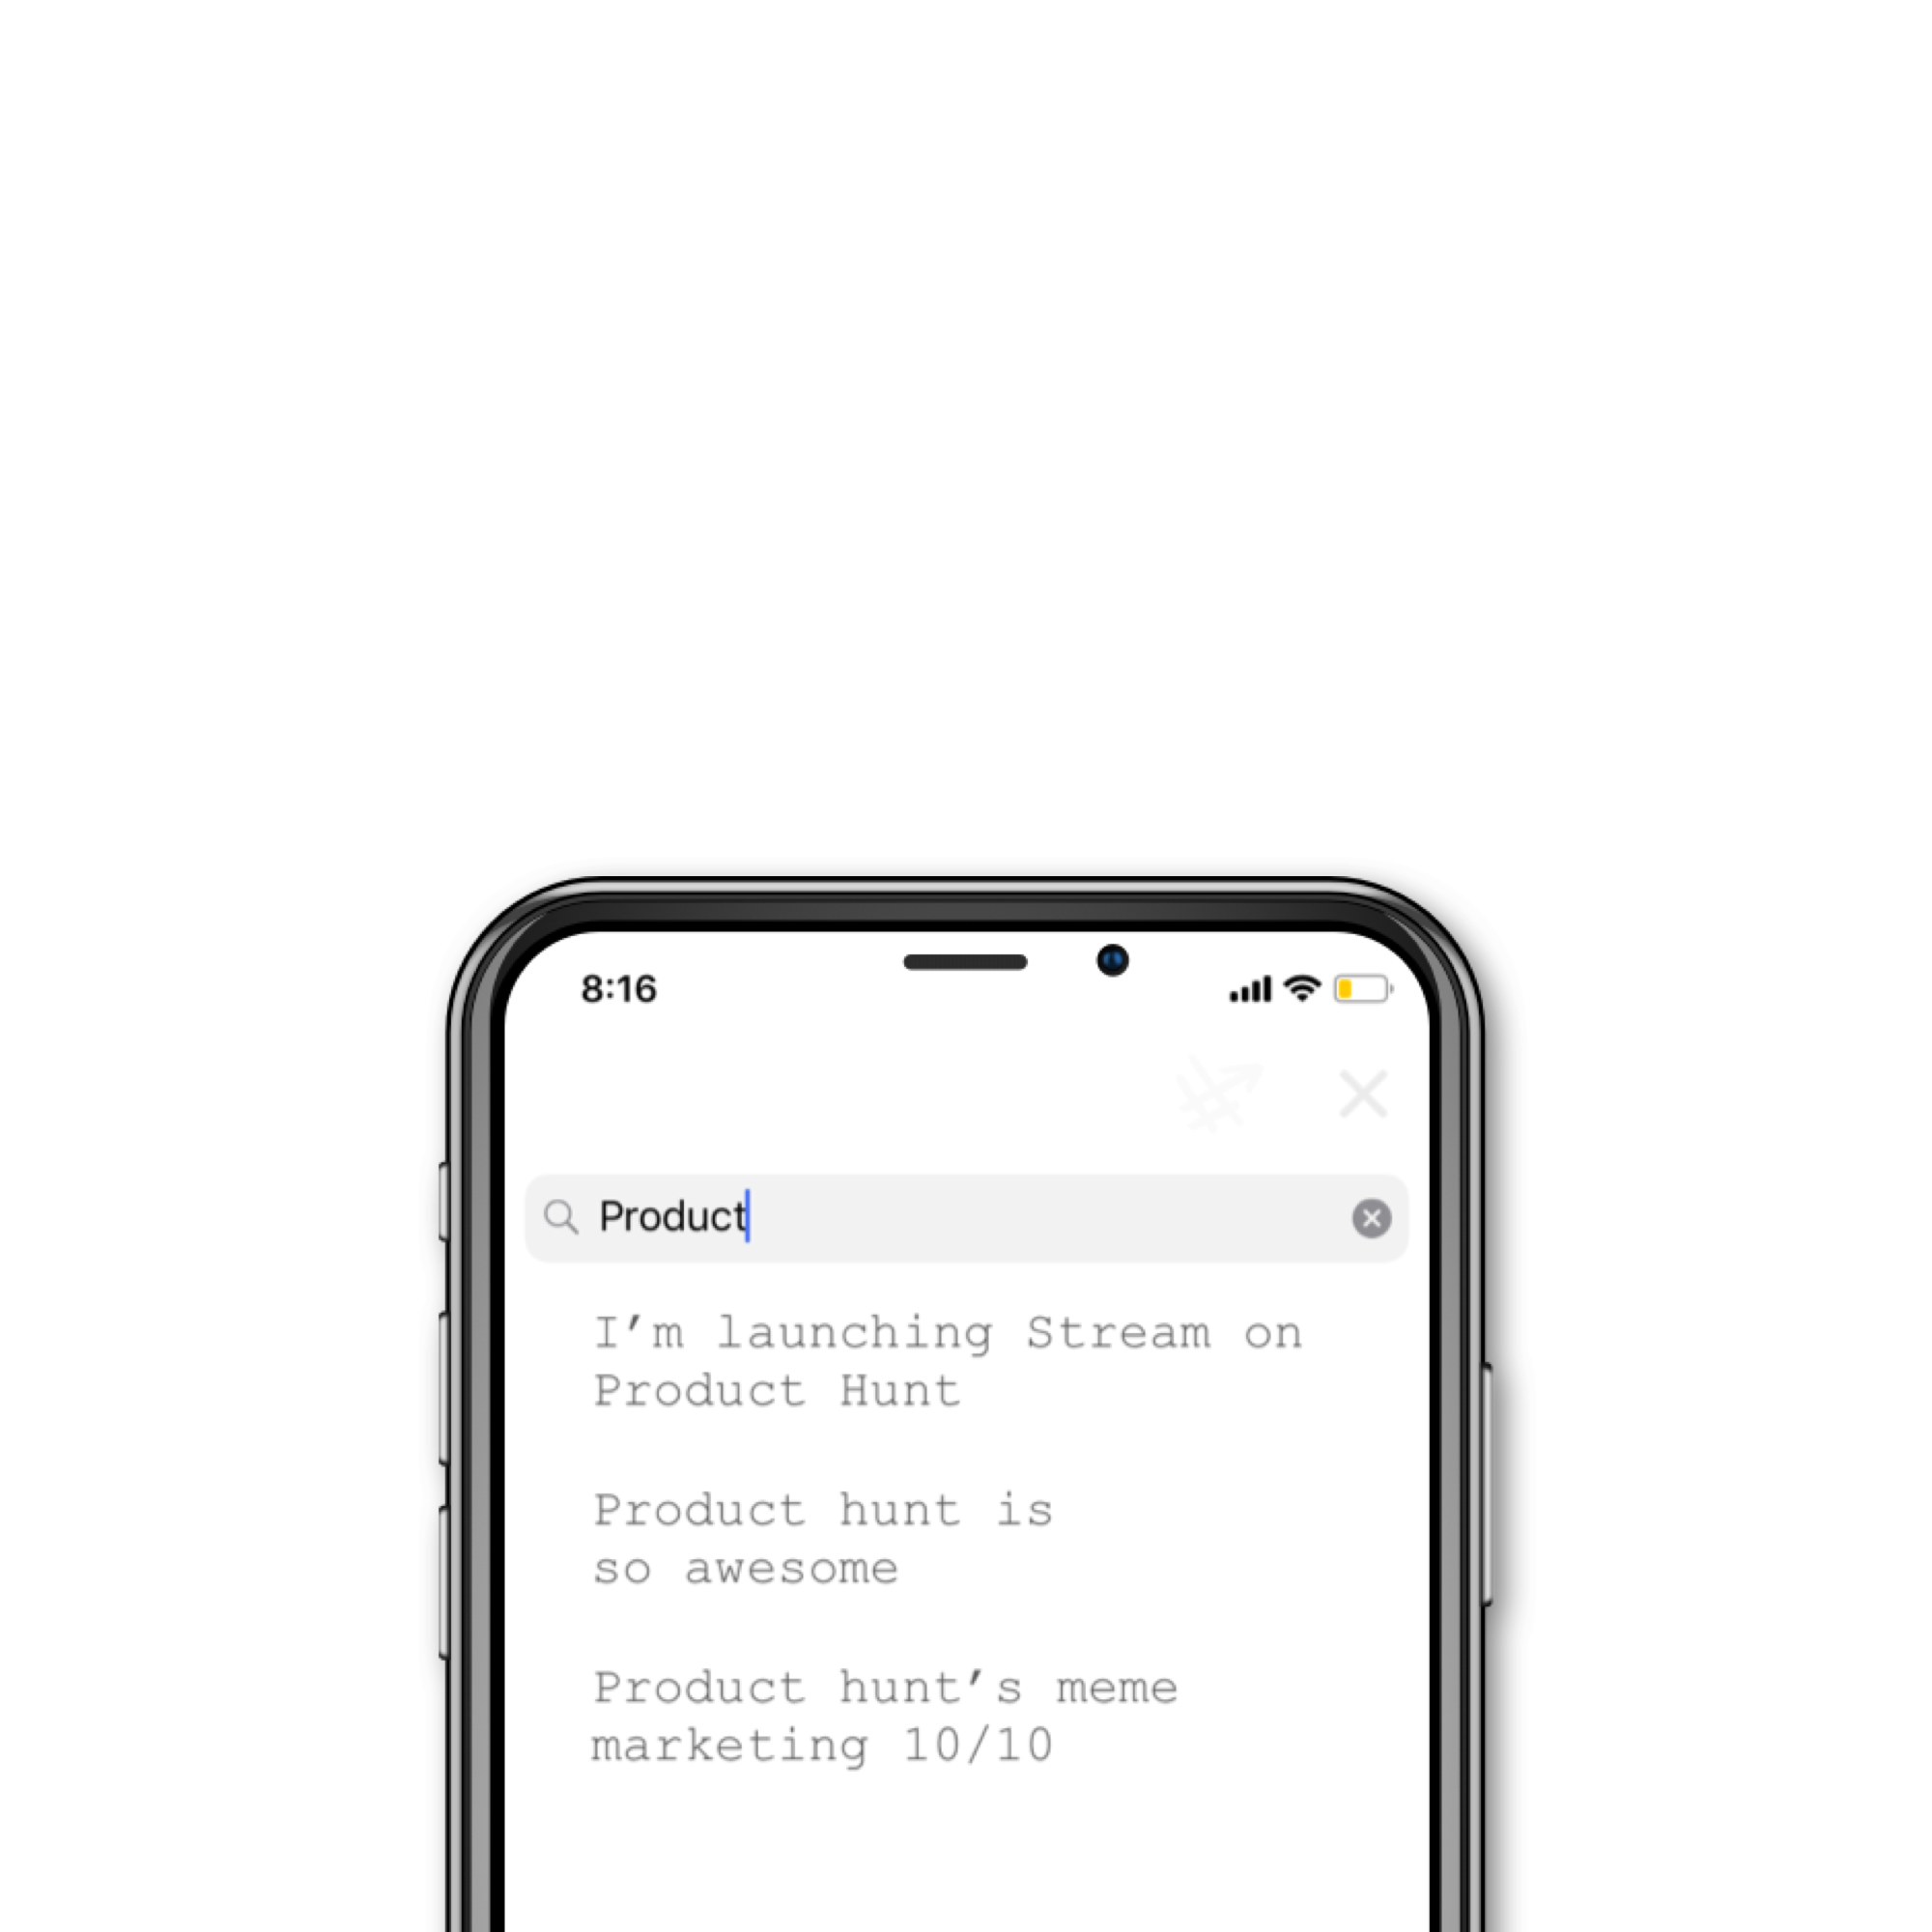 8:16
Product
I’m launching Stream on
Product Hunt
Product hunt is
so awesome
Product hunt’s meme
marketing 10/10